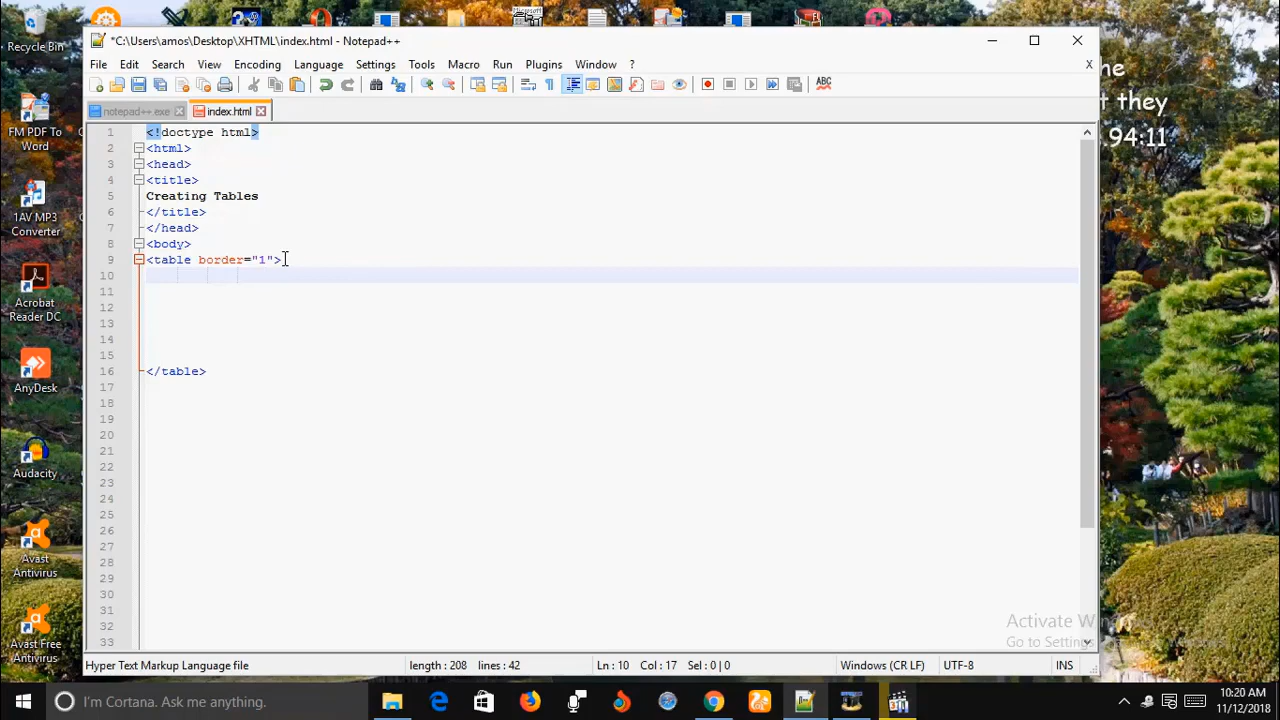 Recycle Bin
FM PDF To Word
1AV MP3 Converter
Acrobat Reader DC
AnyDesk
Audacity
Avast Antivirus
Avast Free Antivirus
*C:\Users\amos\Desktop\XHTML\index.html - Notepad++
File Edit Search View Encoding Language Settings Tools Macro Run Plugins Window ? X
notepad++.exe index.html
1 <!doctype html>
2 <html>
3 <head>
4 <title>
5 Creating Tables
6 </title>
7 </head>
8 <body>
9 <table border="1">
10
11
12
13
14
15
16 </table>
17
18
19
20
21
22
23
24
25
26
27
28
29
30
31
32
33
they
.94:11
Activate
Go to Settings
Hyper Text Markup Language file length : 208 lines : 42 Ln : 10 Col : 17 Sel : 0 | 0 Windows (CR LF) UTF-8 INS
I'm Cortana. Ask me anything.
10:20 AM
11/12/2018